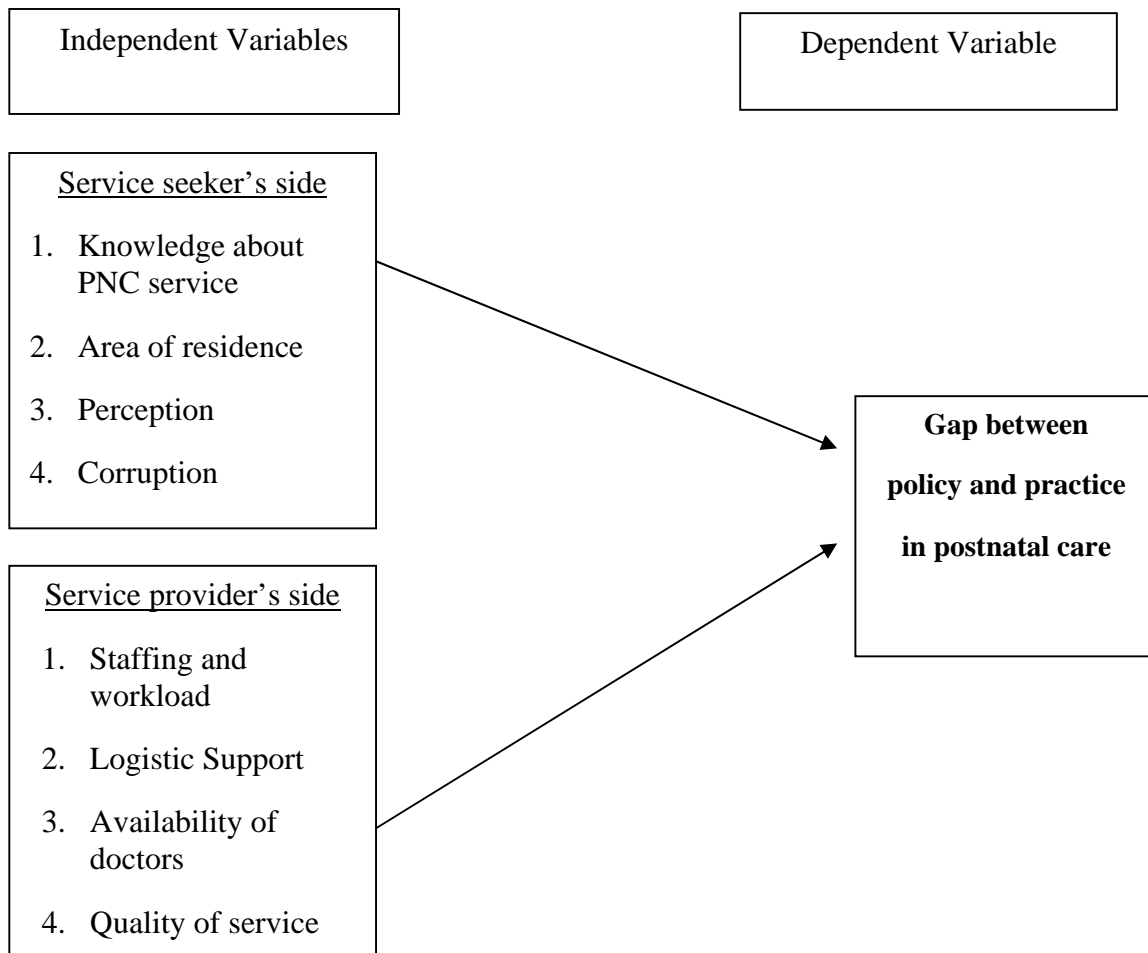 Independent Variables
Dependent Variable
Service seeker’s side
1. Knowledge about
PNC service
2. Area of residence
3. Perception
4. Corruption
Gap between
policy and practice
in postnatal care
Service provider’s side
1. Staffing and
workload
2. Logistic Support
3. Availability of
doctors
4. Quality of service